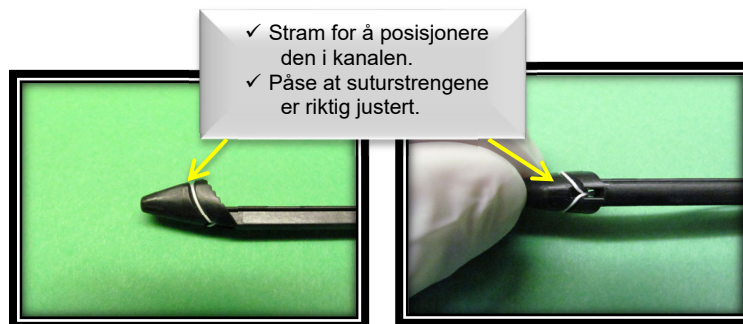 ✓ Stram for å posisjonere
den i kanalen.
✓ Påse at suturstrengene
er riktig justert.